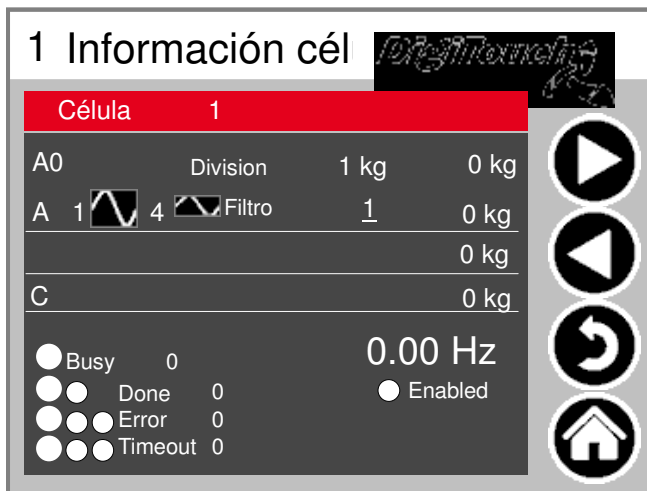 1 Información cél
DigiTouch
Célula 1
A0 Division 1 kg 0 kg
A 1 4 Filtro 1 0 kg
0 kg
C 0 kg
0.00 Hz
Busy 0
Enabled
Done 0
Error 0
Timeout 0